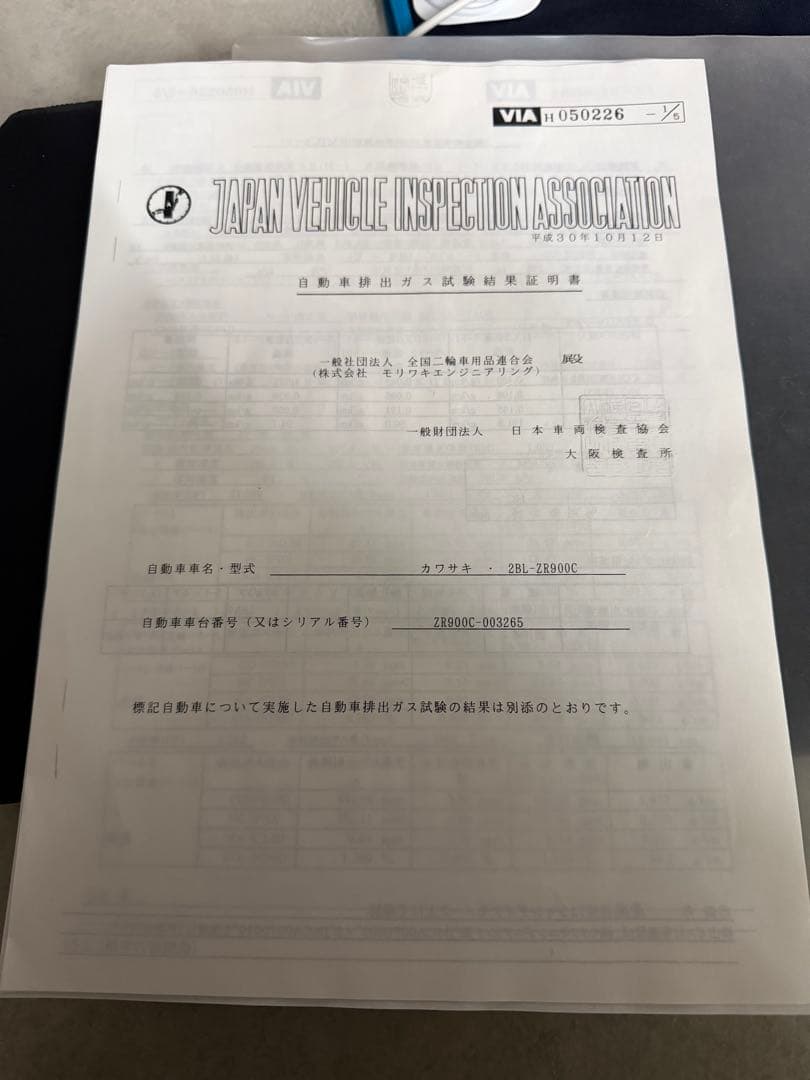 VIA H 050226 - 1/5
JAPAN VEHICLE INSPECTION ASSOCIATION
平成30年10月12日
自動車排出ガス試験結果証明書
一般社団法人 全国二輪車用品連合会 殿
(株式会社 モリワキエンジニアリング)
一般財団法人 日本車両検査協会
大阪検査所
自動車車名・型式 カワサキ ・ 2BL-ZR900C
自動車車台番号(又はシリアル番号) ZR900C-003265
標記自動車について実施した自動車排出ガス試験の結果は別添のとおりです。